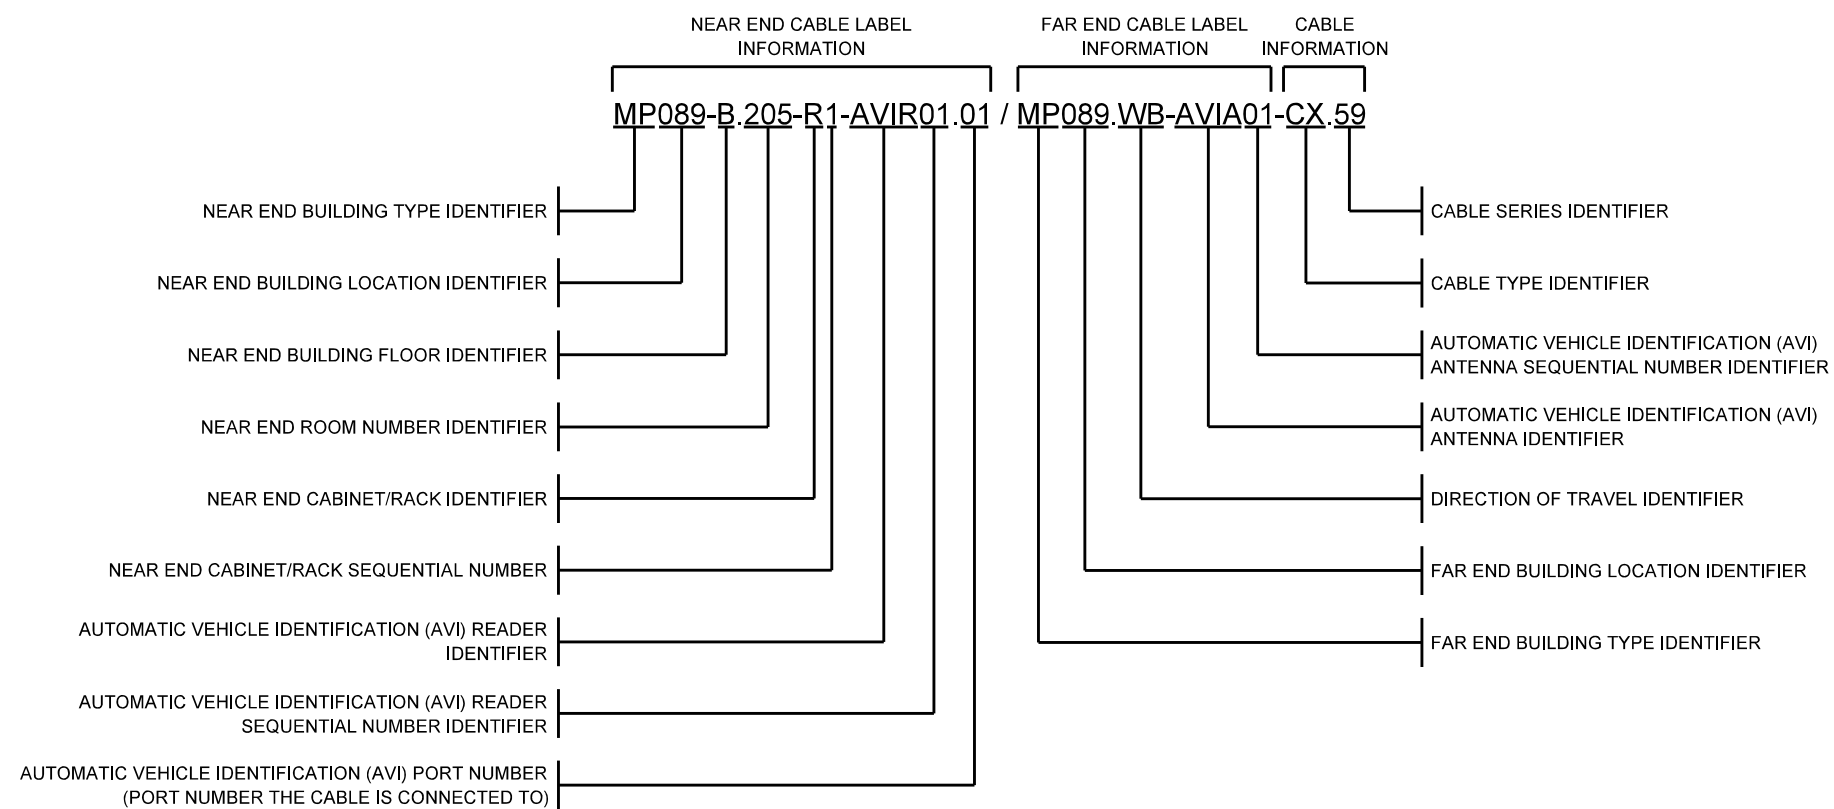 NEAR END CABLE LABEL
INFORMATION
FAR END CABLE LABEL
INFORMATION
CABLE
INFORMATION
MP089-B.205-R1-AVIR01.01 / MP089.WB-AVIA01-CX.59
NEAR END BUILDING TYPE IDENTIFIER
NEAR END BUILDING LOCATION IDENTIFIER
NEAR END BUILDING FLOOR IDENTIFIER
NEAR END ROOM NUMBER IDENTIFIER
NEAR END CABINET/RACK IDENTIFIER
NEAR END CABINET/RACK SEQUENTIAL NUMBER
AUTOMATIC VEHICLE IDENTIFICATION (AVI) READER
IDENTIFIER
AUTOMATIC VEHICLE IDENTIFICATION (AVI) READER
SEQUENTIAL NUMBER IDENTIFIER
AUTOMATIC VEHICLE IDENTIFICATION (AVI) PORT NUMBER
(PORT NUMBER THE CABLE IS CONNECTED TO)
CABLE SERIES IDENTIFIER
CABLE TYPE IDENTIFIER
AUTOMATIC VEHICLE IDENTIFICATION (AVI)
ANTENNA SEQUENTIAL NUMBER IDENTIFIER
AUTOMATIC VEHICLE IDENTIFICATION (AVI)
ANTENNA IDENTIFIER
DIRECTION OF TRAVEL IDENTIFIER
FAR END BUILDING LOCATION IDENTIFIER
FAR END BUILDING TYPE IDENTIFIER